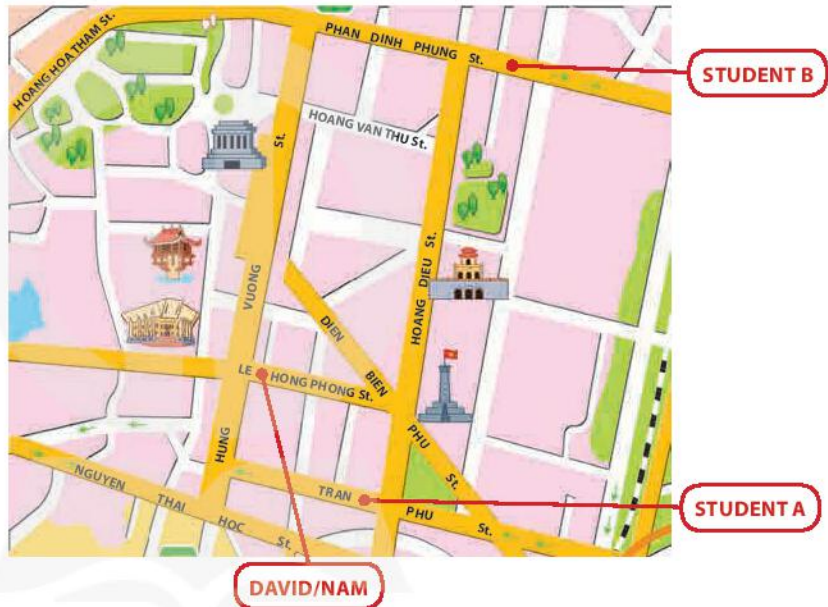 HOANG HOA THAM St.
PHAN DINH PHUNG St.
STUDENT B
HOANG VAN THU St.
HUNG VUONG St.
HOANG DIEU St.
DIEN BIEN PHU St.
LE HONG PHONG St.
NGUYEN THAI HOC St.
TRAN PHU St.
STUDENT A
DAVID/NAM